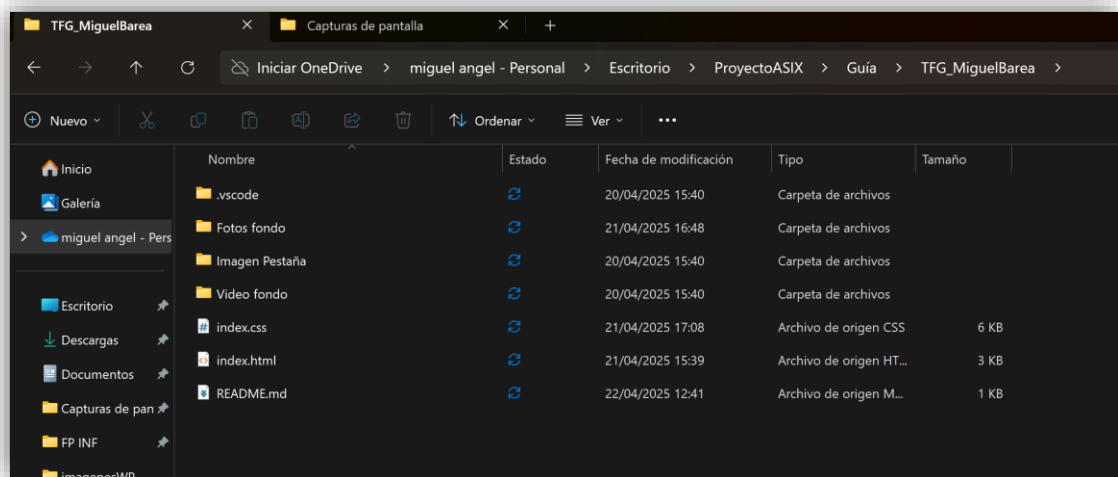 TFG_MiguelBarea
Capturas de pantalla
Iniciar OneDrive > miguel angel - Personal > Escritorio > ProyectoASIX > Guía > TFG_MiguelBarea >
Nuevo Ordenar Ver ...
Nombre Estado Fecha de modificación Tipo Tamaño
Inicio
Galería
miguel angel - Pers
Escritorio
Descargas
Documentos
Capturas de pan
FP INF
imagenesWP
.vscode 20/04/2025 15:40 Carpeta de archivos
Fotos fondo 21/04/2025 16:48 Carpeta de archivos
Imagen Pestaña 20/04/2025 15:40 Carpeta de archivos
Video fondo 20/04/2025 15:40 Carpeta de archivos
index.css 21/04/2025 17:08 Archivo de origen CSS 6 KB
index.html 21/04/2025 15:39 Archivo de origen HT... 3 KB
README.md 22/04/2025 12:41 Archivo de origen M... 1 KB